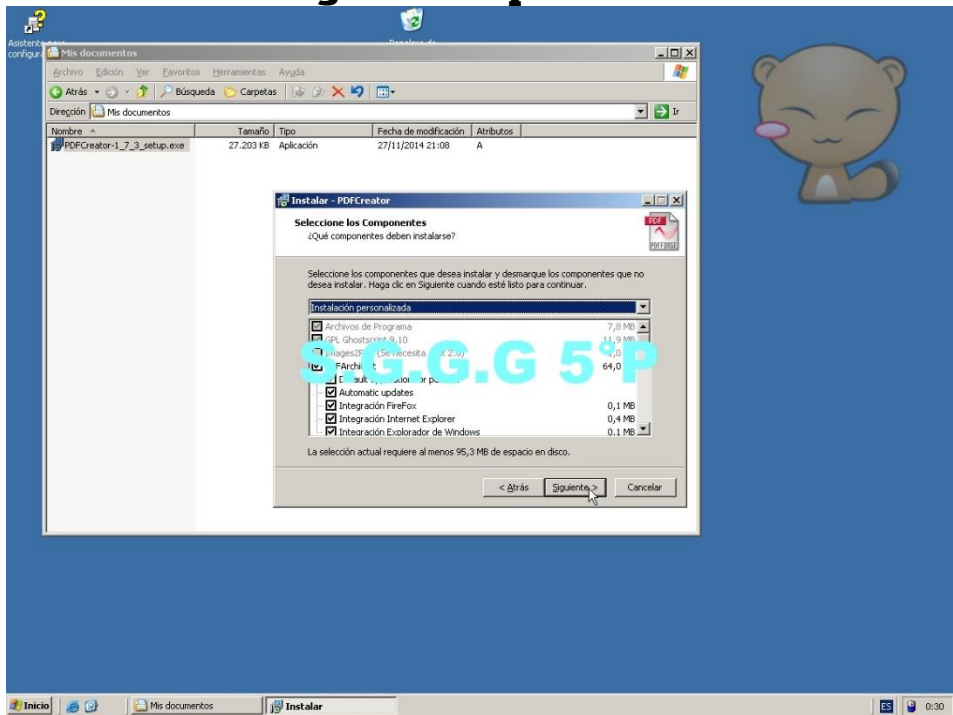 Asistente para
configura
Mis documentos
Archivo Edición Ver Favoritos Herramientas Ayuda
Atrás Búsqueda Carpetas
Dirección Mis documentos Ir
Nombre Tamaño Tipo Fecha de modificación Atributos
PDFCreator-1_7_3_setup.exe 27.203 KB Aplicación 27/11/2014 21:08 A
Instalar - PDFCreator
Seleccione los Componentes
¿Qué componentes deben instalarse?
PDF
PDFFORGE
Seleccione los componentes que desea instalar y desmarque los componentes que no
desea instalar. Haga clic en Siguiente cuando esté listo para continuar.
Instalación personalizada
Archivos de Programa 7,8 MB
GPL Ghostscript 9.10 11,9 MB
S.G.G.G 5ºP
64,0
Automatic updates
Integración FireFox 0,1 MB
Integración Internet Explorer 0,4 MB
Integración Explorador de Windows 0,1 MB
La selección actual requiere al menos 95,3 MB de espacio en disco.
< Atrás Siguiente > Cancelar
Inicio Mis documentos Instalar ES 0:30